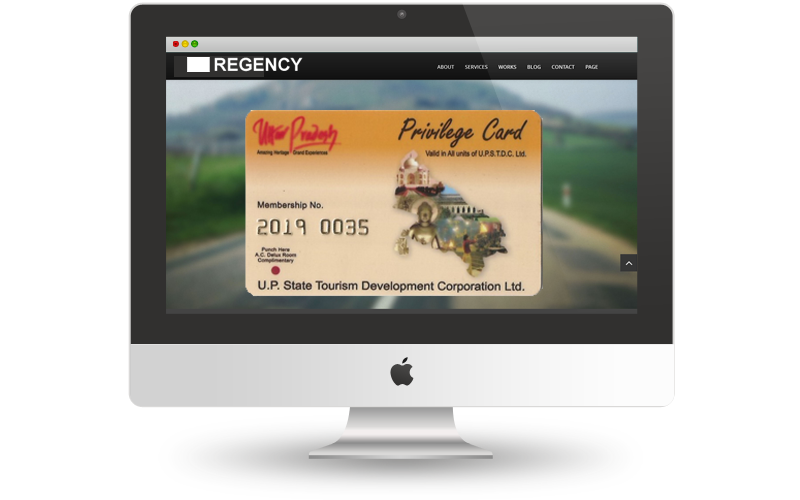 REGENCY
ABOUT SERVICES WORKS BLOG CONTACT PAGE
Uttar Pradesh
Amazing Heritage Grand Experiences
Privilege Card
Valid in All units of U.P.S.T.D.C. Ltd.
Membership No.
2019 0035
Punch Here
A.C. Delux Room
Complimentary
U.P. State Tourism Development Corporation Ltd.